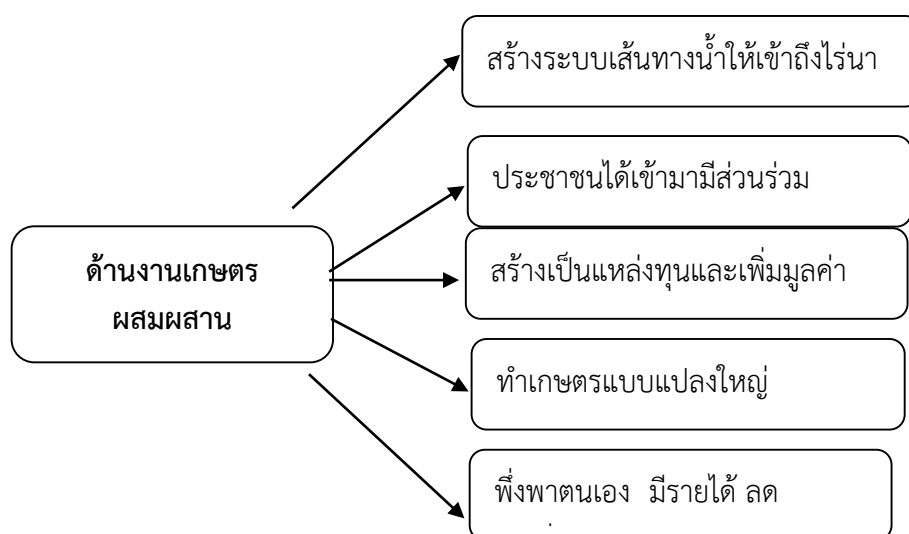 สร้างระบบเส้นทางน้ำให้เข้าถึงไร่นา
ประชาชนได้เข้ามามีส่วนร่วม
ด้านงานเกษตร
ผสมผสาน
สร้างเป็นแหล่งทุนและเพิ่มมูลค่า
ทำเกษตรแบบแปลงใหญ่
พึ่งพาตนเอง มีรายได้ ลด